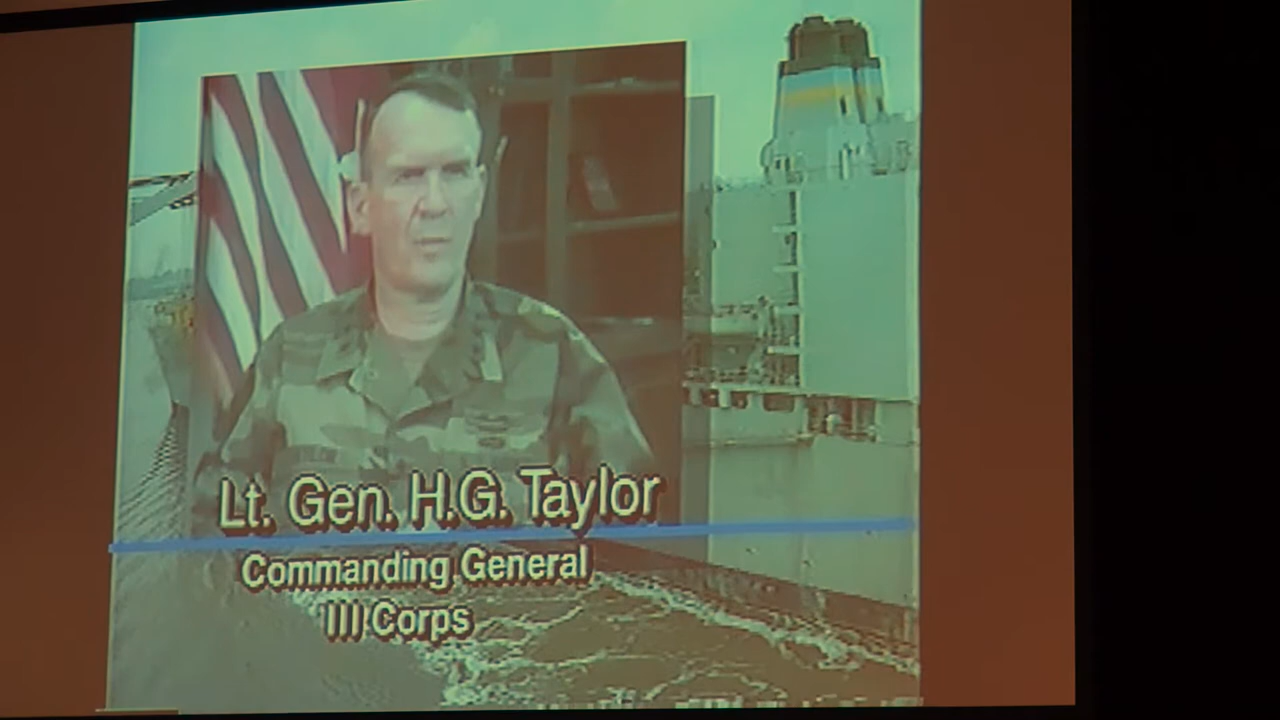 Lt. Gen. H.G. Taylor
Commanding General
III Corps